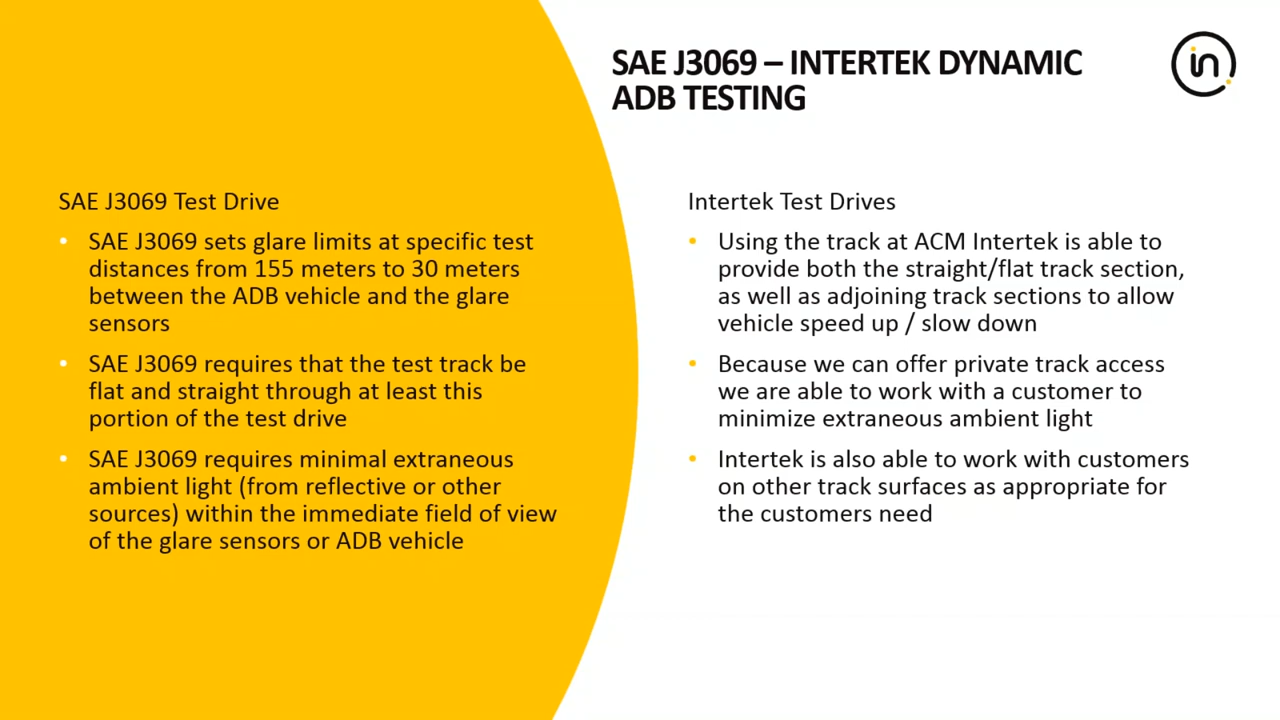 SAE J3069 – INTERTEK DYNAMIC
ADB TESTING
in
SAE J3069 Test Drive
• SAE J3069 sets glare limits at specific test
distances from 155 meters to 30 meters
between the ADB vehicle and the glare
sensors
• SAE J3069 requires that the test track be
flat and straight through at least this
portion of the test drive
• SAE J3069 requires minimal extraneous
ambient light (from reflective or other
sources) within the immediate field of view
of the glare sensors or ADB vehicle
Intertek Test Drives
• Using the track at ACM Intertek is able to
provide both the straight/flat track section,
as well as adjoining track sections to allow
vehicle speed up / slow down
• Because we can offer private track access
we are able to work with a customer to
minimize extraneous ambient light
• Intertek is also able to work with customers
on other track surfaces as appropriate for
the customers need